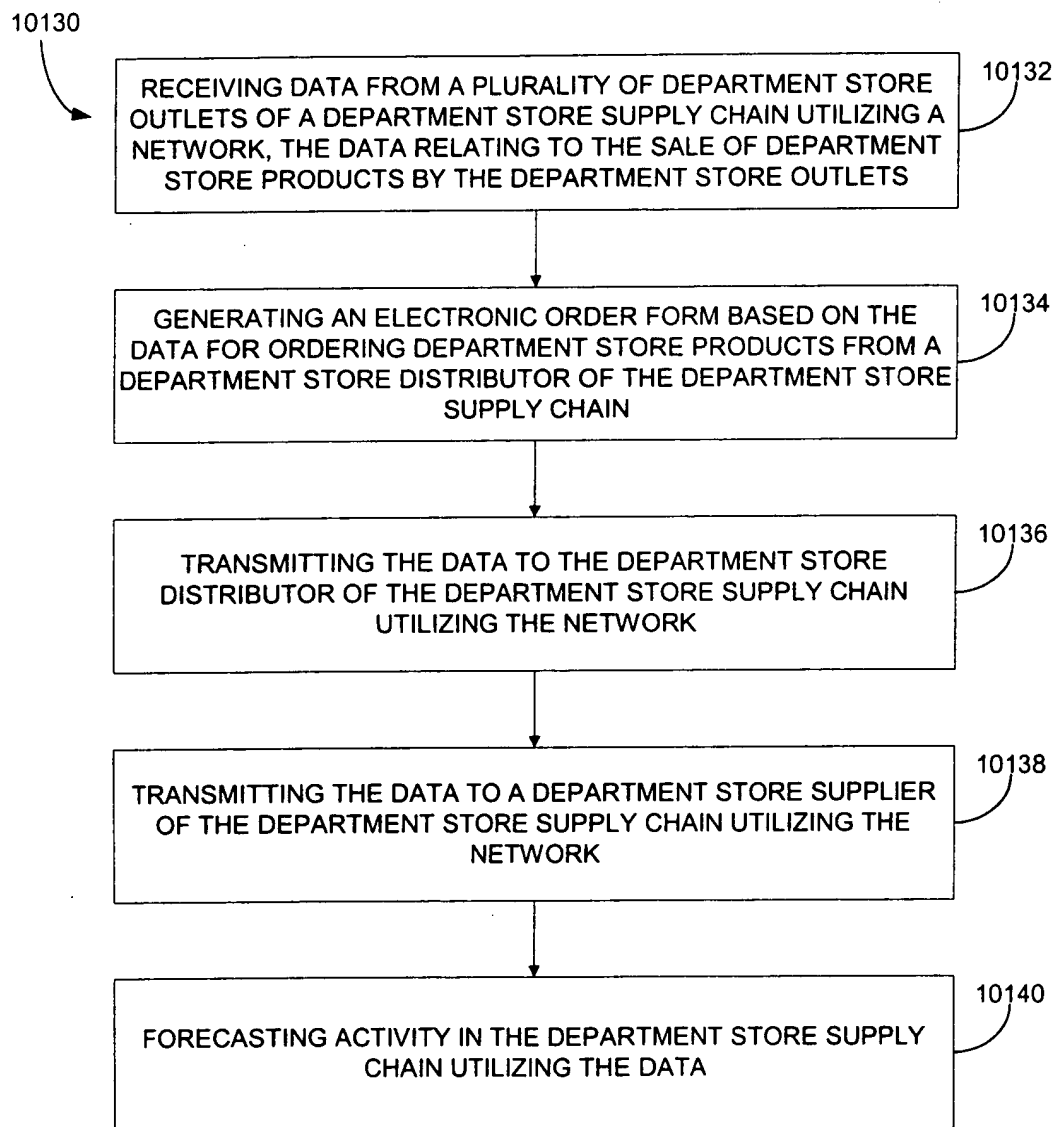 10130
10132
RECEIVING DATA FROM A PLURALITY OF DEPARTMENT STORE
OUTLETS OF A DEPARTMENT STORE SUPPLY CHAIN UTILIZING A
NETWORK, THE DATA RELATING TO THE SALE OF DEPARTMENT
STORE PRODUCTS BY THE DEPARTMENT STORE OUTLETS
10134
GENERATING AN ELECTRONIC ORDER FORM BASED ON THE
DATA FOR ORDERING DEPARTMENT STORE PRODUCTS FROM A
DEPARTMENT STORE DISTRIBUTOR OF THE DEPARTMENT STORE
SUPPLY CHAIN
10136
TRANSMITTING THE DATA TO THE DEPARTMENT STORE
DISTRIBUTOR OF THE DEPARTMENT STORE SUPPLY CHAIN
UTILIZING THE NETWORK
10138
TRANSMITTING THE DATA TO A DEPARTMENT STORE SUPPLIER
OF THE DEPARTMENT STORE SUPPLY CHAIN UTILIZING THE
NETWORK
10140
FORECASTING ACTIVITY IN THE DEPARTMENT STORE SUPPLY
CHAIN UTILIZING THE DATA